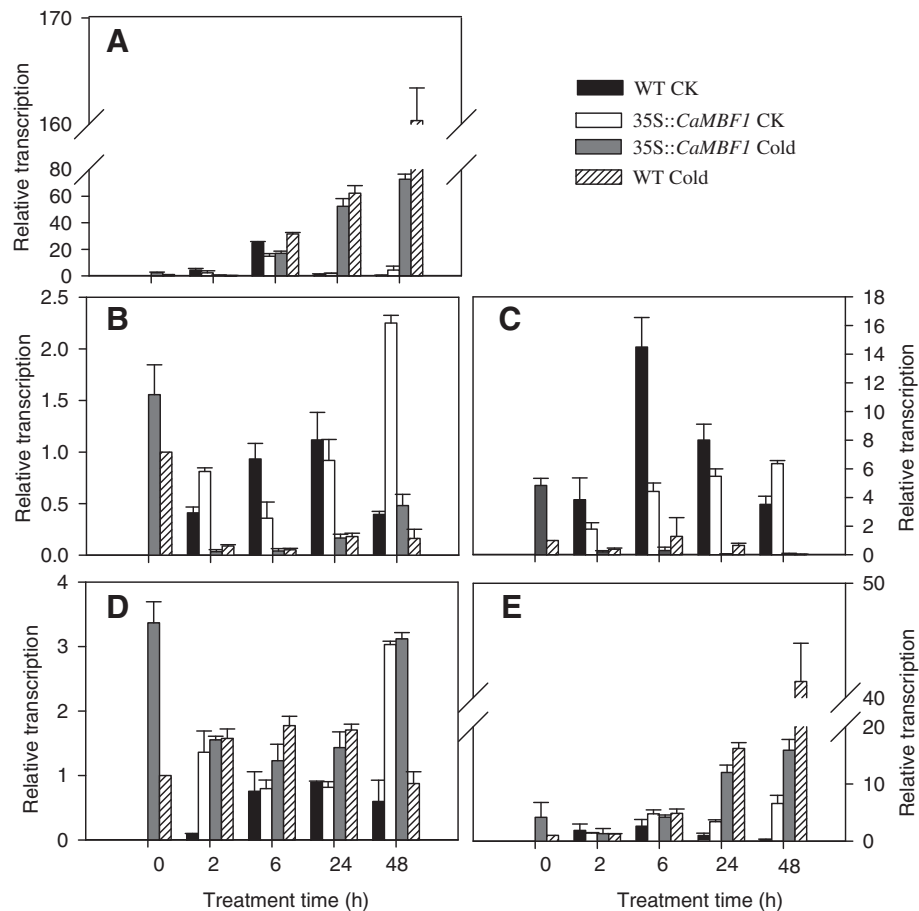 170
A
160
80
60
40
20
0
Relative transcription
WT CK
35S::CaMBF1 CK
35S::CaMBF1 Cold
WT Cold
2.5
B
2.0
1.5
1.0
0.5
0.0
Relative transcription
C
18
16
14
12
10
8
6
4
2
0
Relative transcription
4
D
3
2
1
0
Relative transcription
0 2 6 24 48
Treatment time (h)
E
50
40
20
10
0
Relative transcription
0 2 6 24 48
Treatment time (h)